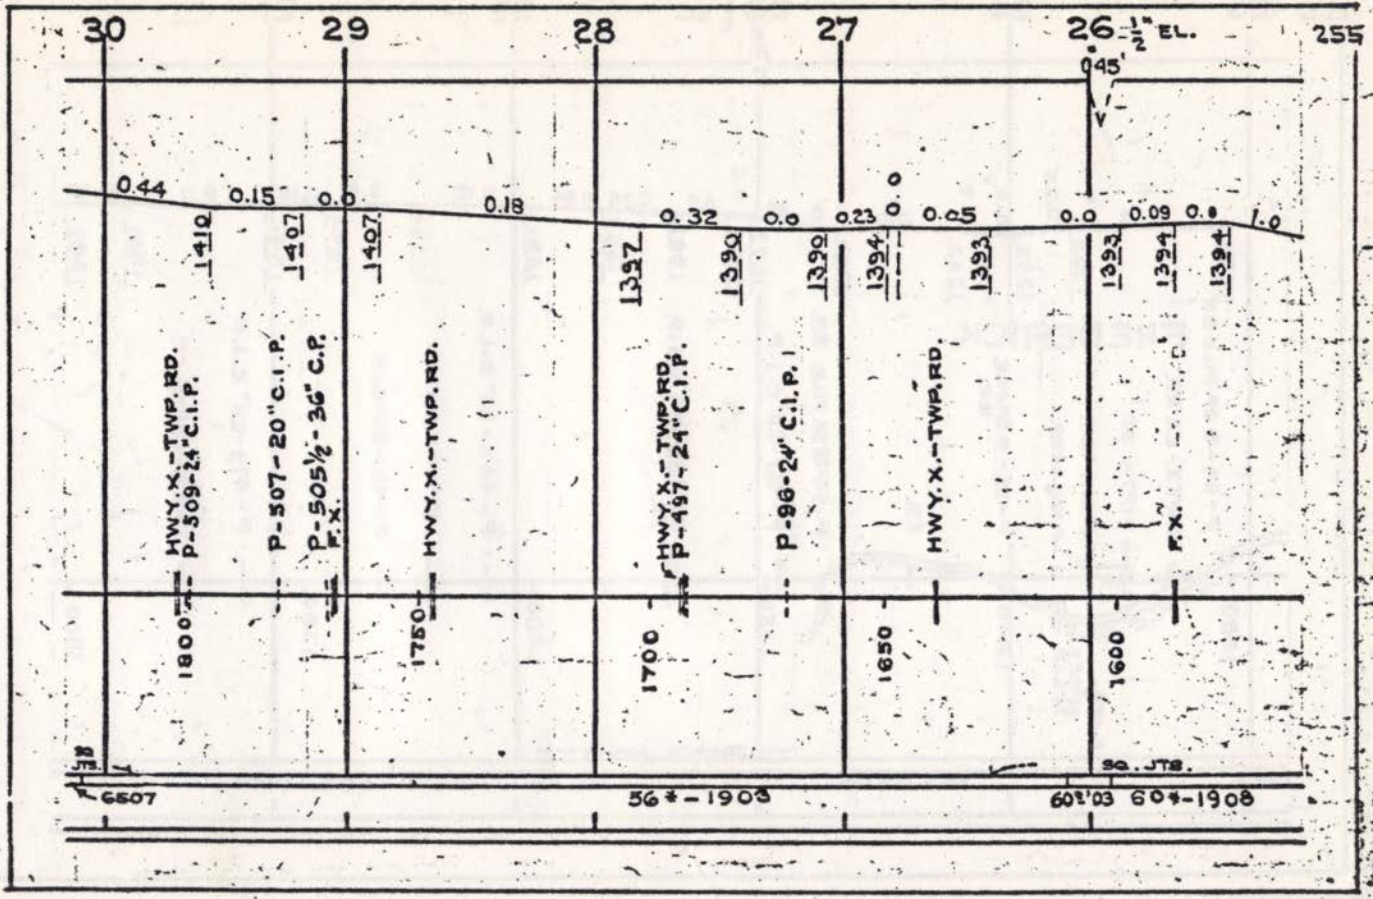 30 29 28 27 26 ½" EL. 255
0°45'
0.44 0.15 0.0 0.18 0.32 0.0 0.23 0.05 0.0 0.09 0.0 1.0
0
0
1410 1407 1407 1397 1390 1390 1394 1393 1393 1394 1394
HWY. X. - TWP. RD.
P-509-24" C.I.P.
P-507-20" C.I.P.
P-505½-36" C.P.
F.X.
HWY. X. - TWP. RD.
HWY. X. - TWP. RD.
P-497-24" C.I.P.
P-96-24" C.I.P.
HWY. X. - TWP. RD.
F.X.
1800 1750 1700 1650 1600
SQ. JTS.
6507 56#-1903 60#'03 60#-1908